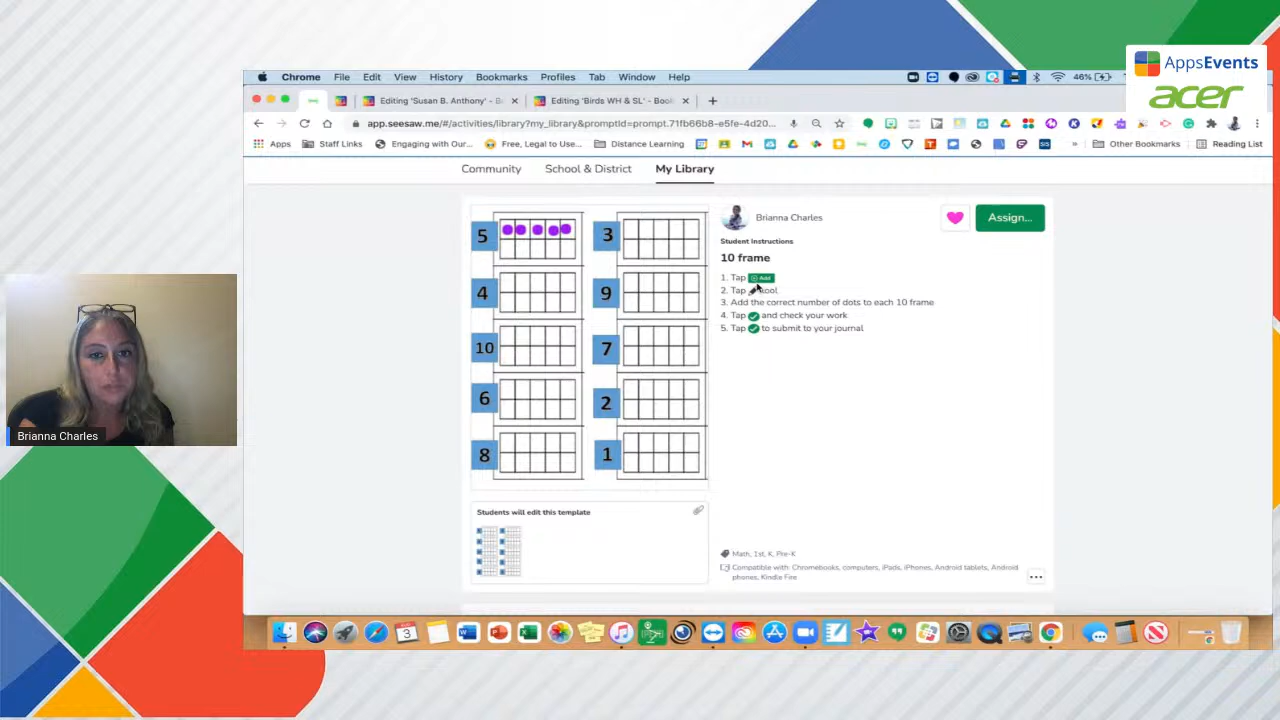 AppsEvents
acer
Chrome File Edit View History Bookmarks Profiles Tab Window Help 46%
Editing 'Susan B. Anthony' - B Editing 'Birds WH & SL' - Book
app.seesaw.me/#/activities/library?my_library&promptId=prompt.71fb66b8-e5fe-4d20...
Apps Staff Links Engaging with Our... Free, Legal to Use... Distance Learning Other Bookmarks Reading List
Community School & District My Library
Brianna Charles Assign...
Student Instructions
10 frame
1. Tap Add
2. Tap tool.
3. Add the correct number of dots to each 10 frame
4. Tap and check your work
5. Tap to submit to your journal
5 3
4 9
10 7
6 2
8 1
Students will edit this template
Math, 1st, K, Pre-K
Compatible with: Chromebooks, computers, iPads, iPhones, Android tablets, Android
phones, Kindle Fire
Brianna Charles
3